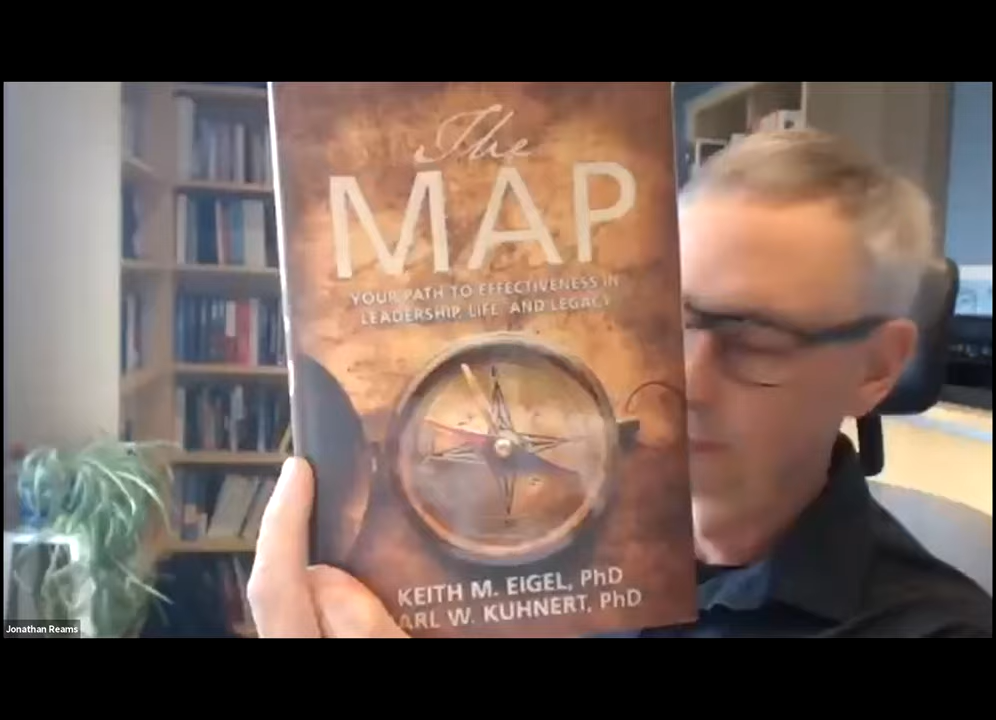 The
MAP
YOUR PATH TO EFFECTIVENESS IN
LEADERSHIP, LIFE, AND LEGACY
KEITH M. EIGEL, PhD
ARL W. KUHNERT, PhD
Jonathan Reams